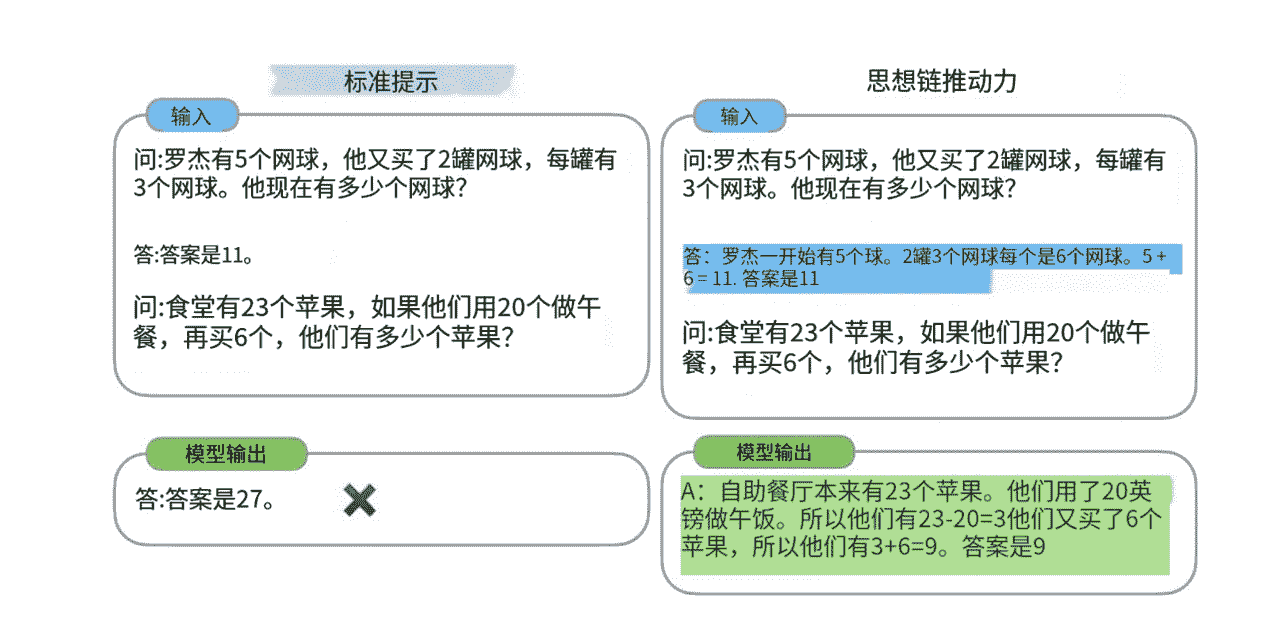 标准提示
输入
问:罗杰有5个网球，他又买了2罐网球，每罐有
3个网球。他现在有多少个网球？
答:答案是11。
问:食堂有23个苹果，如果他们用20个做午
餐，再买6个，他们有多少个苹果？
模型输出
答:答案是27。
思想链推动力
输入
问:罗杰有5个网球，他又买了2罐网球，每罐有
3个网球。他现在有多少个网球？
答：罗杰一开始有5个球。2罐3个网球每个是6个网球。5 +
6 = 11. 答案是11
问:食堂有23个苹果，如果他们用20个做午
餐，再买6个，他们有多少个苹果？
模型输出
A：自助餐厅本来有23个苹果。他们用了20英
镑做午饭。所以他们有23-20=3他们又买了6个
苹果，所以他们有3+6=9。答案是9